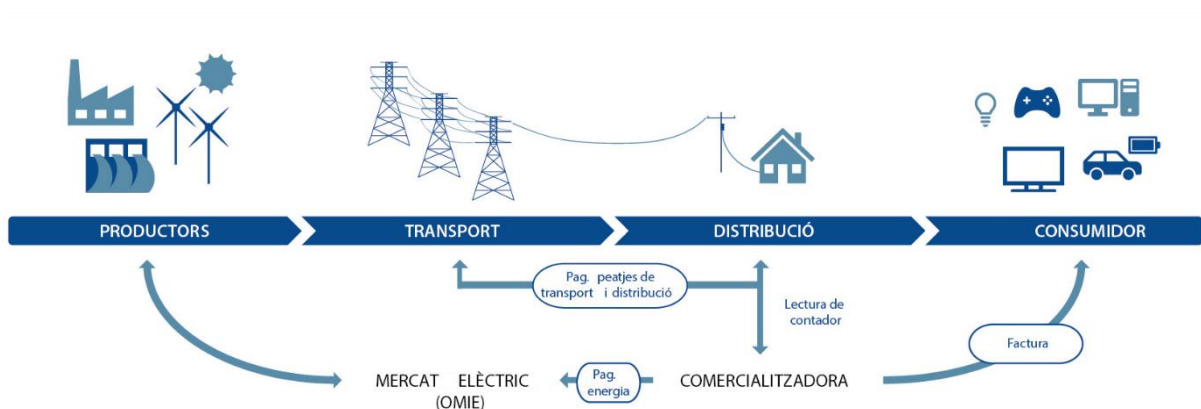 PRODUCTORS
TRANSPORT
DISTRIBUCIÓ
CONSUMIDOR
Pag. peatjes de
transport i distribució
Lectura de
contador
Factura
MERCAT ELÈCTRIC
(OMIE)
Pag.
energia
COMERCIALITZADORA